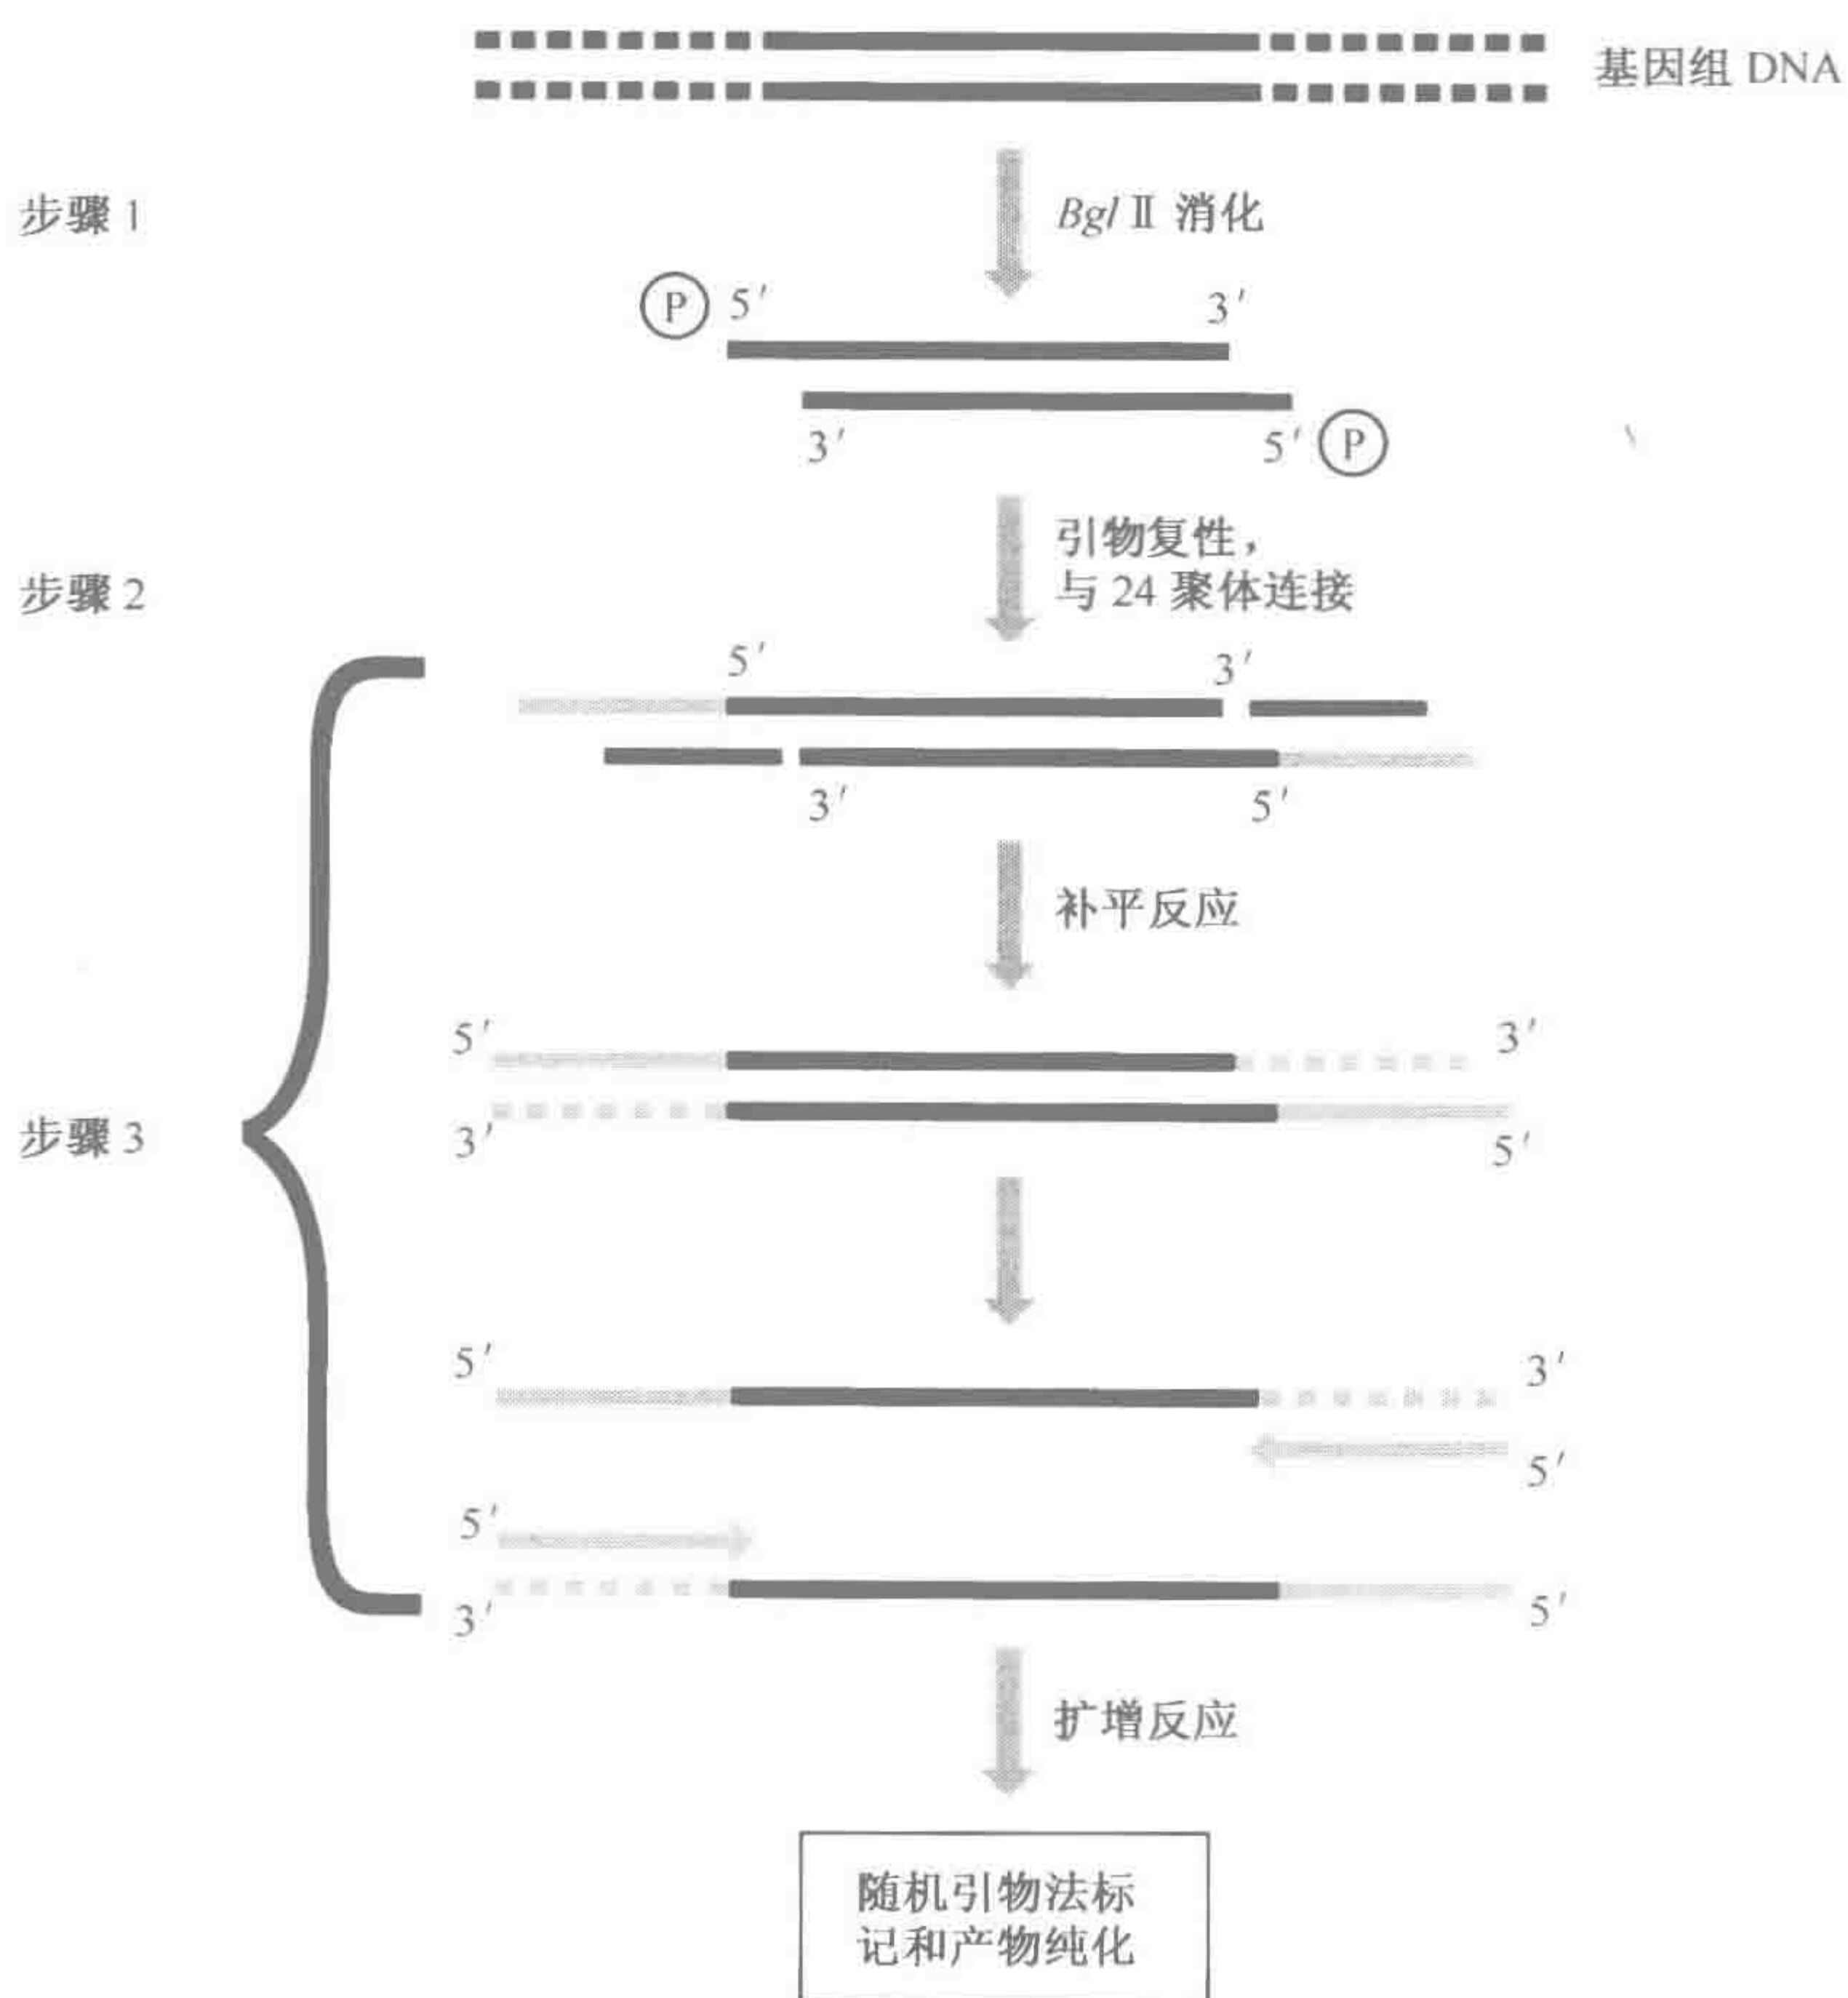 基因组 DNA
步骤 1
Bgl Ⅱ 消化
P 5′ 3′
3′ 5′ P
步骤 2
引物复性，
与 24 聚体连接
5′ 3′
3′ 5′
补平反应
步骤 3
5′ 3′
3′ 5′
5′ 3′
5′
5′
3′ 5′
扩增反应
随机引物法标
记和产物纯化